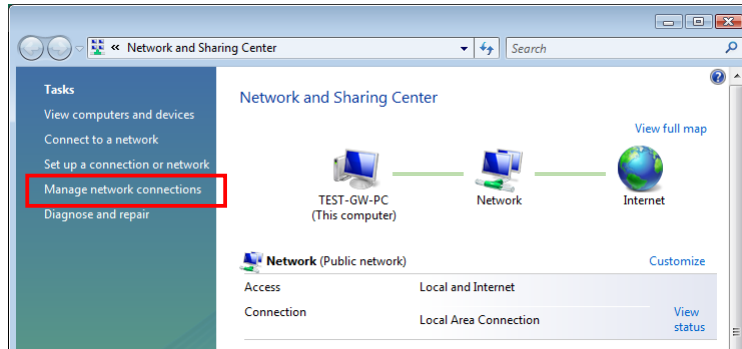 « Network and Sharing Center
Search
Tasks
View computers and devices
Connect to a network
Set up a connection or network
Manage network connections
Diagnose and repair
Network and Sharing Center
View full map
TEST-GW-PC
(This computer)
Network
Internet
Network (Public network)
Customize
Access
Local and Internet
Connection
Local Area Connection
View
status